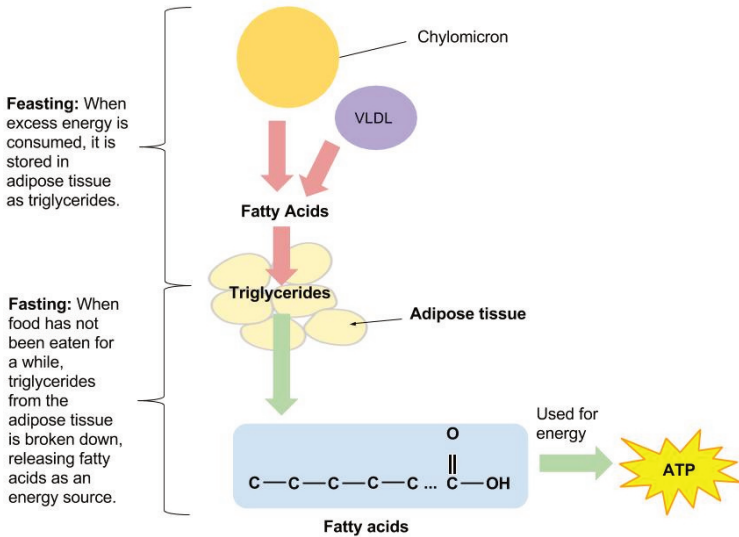 Chylomicron
VLDL
Feasting: When
excess energy is
consumed, it is
stored in
adipose tissue
as triglycerides.
Fatty Acids
Triglycerides
Adipose tissue
Fasting: When
food has not
been eaten for
a while,
triglycerides
from the
adipose tissue
is broken down,
releasing fatty
acids as an
energy source.
Used for
energy
ATP
O
C C C C C ... C OH
Fatty acids